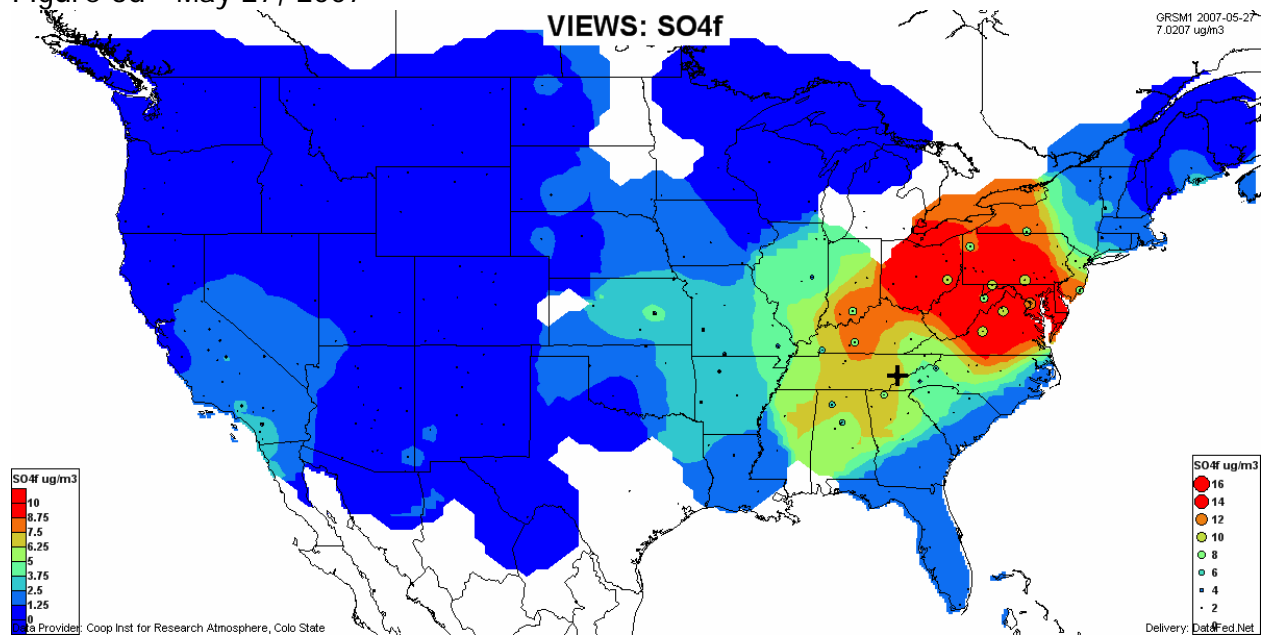 VIEWS: SO4f
GRSM1 2007-05-27
7.0207 ug/m3
SO4f ug/m3
10
8.75
7.5
6.25
5
3.75
2.5
1.25
0
SO4f ug/m3
16
14
12
10
8
6
4
2
0
Data Provider: Coop Inst for Research Atmosphere, Colo State
Delivery: DataFed.Net